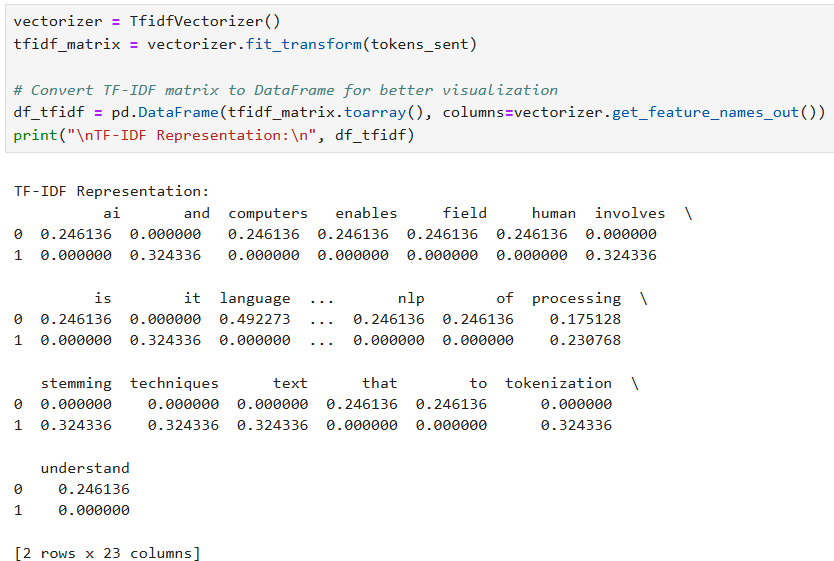 vectorizer = TfidfVectorizer()
tfidf_matrix = vectorizer.fit_transform(tokens_sent)
# Convert TF-IDF matrix to DataFrame for better visualization
df_tfidf = pd.DataFrame(tfidf_matrix.toarray(), columns=vectorizer.get_feature_names_out())
print("\nTF-IDF Representation:\n", df_tfidf)
TF-IDF Representation:
ai and computers enables field human involves \
0 0.246136 0.000000 0.246136 0.246136 0.246136 0.246136 0.000000
1 0.000000 0.324336 0.000000 0.000000 0.000000 0.000000 0.324336
is it language ... nlp of processing \
0 0.246136 0.000000 0.492273 ... 0.246136 0.246136 0.175128
1 0.000000 0.324336 0.000000 ... 0.000000 0.000000 0.230768
stemming techniques text that to tokenization \
0 0.000000 0.000000 0.000000 0.246136 0.246136 0.000000
1 0.324336 0.324336 0.324336 0.000000 0.000000 0.324336
understand
0 0.246136
1 0.000000
[2 rows x 23 columns]